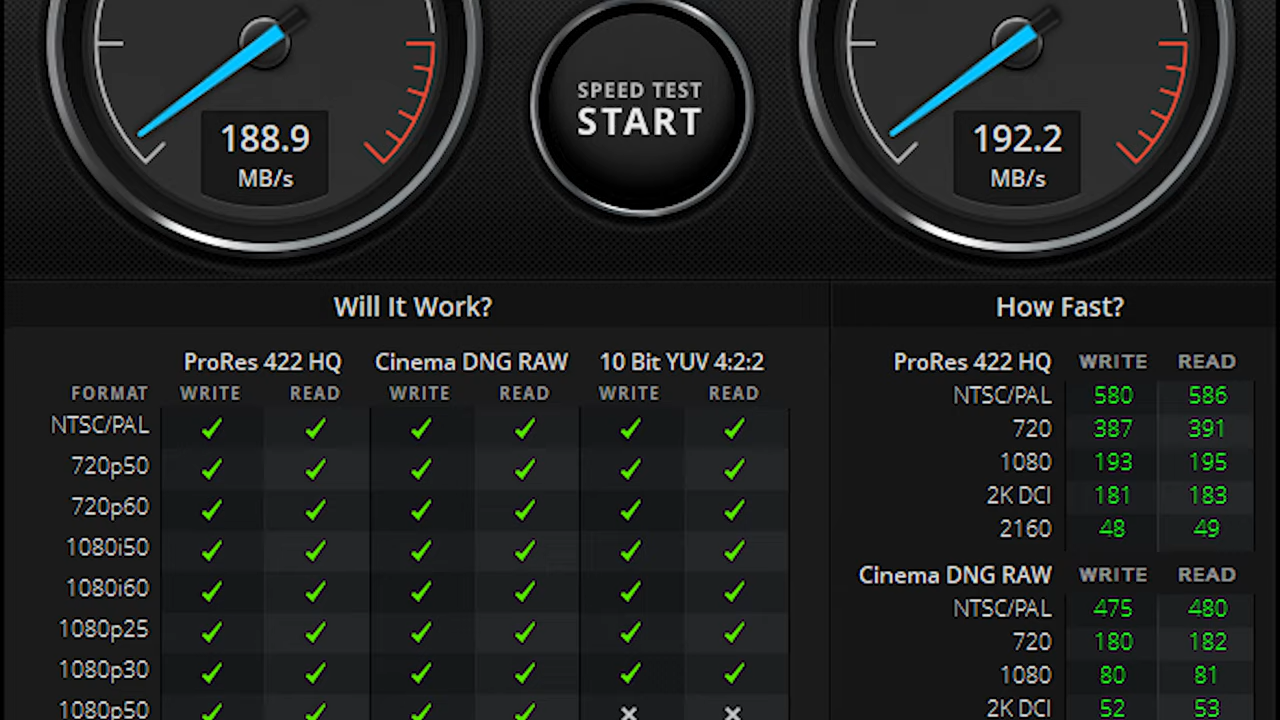 188.9
MB/s
SPEED TEST
START
192.2
MB/s
Will It Work?
ProRes 422 HQ Cinema DNG RAW 10 Bit YUV 4:2:2
FORMAT WRITE READ WRITE READ WRITE READ
NTSC/PAL ✓ ✓ ✓ ✓ ✓ ✓
720p50 ✓ ✓ ✓ ✓ ✓ ✓
720p60 ✓ ✓ ✓ ✓ ✓ ✓
1080i50 ✓ ✓ ✓ ✓ ✓ ✓
1080i60 ✓ ✓ ✓ ✓ ✓ ✓
1080p25 ✓ ✓ ✓ ✓ ✓ ✓
1080p30 ✓ ✓ ✓ ✓ ✓ ✓
1080p50 ✓ ✓ ✓ ✓ × ×
How Fast?
ProRes 422 HQ WRITE READ
NTSC/PAL 580 586
720 387 391
1080 193 195
2K DCI 181 183
2160 48 49
Cinema DNG RAW WRITE READ
NTSC/PAL 475 480
720 180 182
1080 80 81
2K DCI 52 53